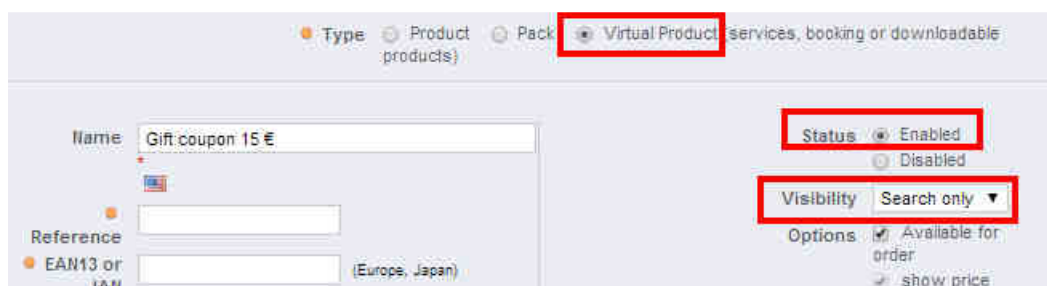 Type Product Pack Virtual Product (services, booking or downloadable
products)
Name Gift coupon 15 € Status Enabled
* Disabled
Visibility Search only
Reference Options Available for
order
EAN13 or (Europe, Japan)
show price